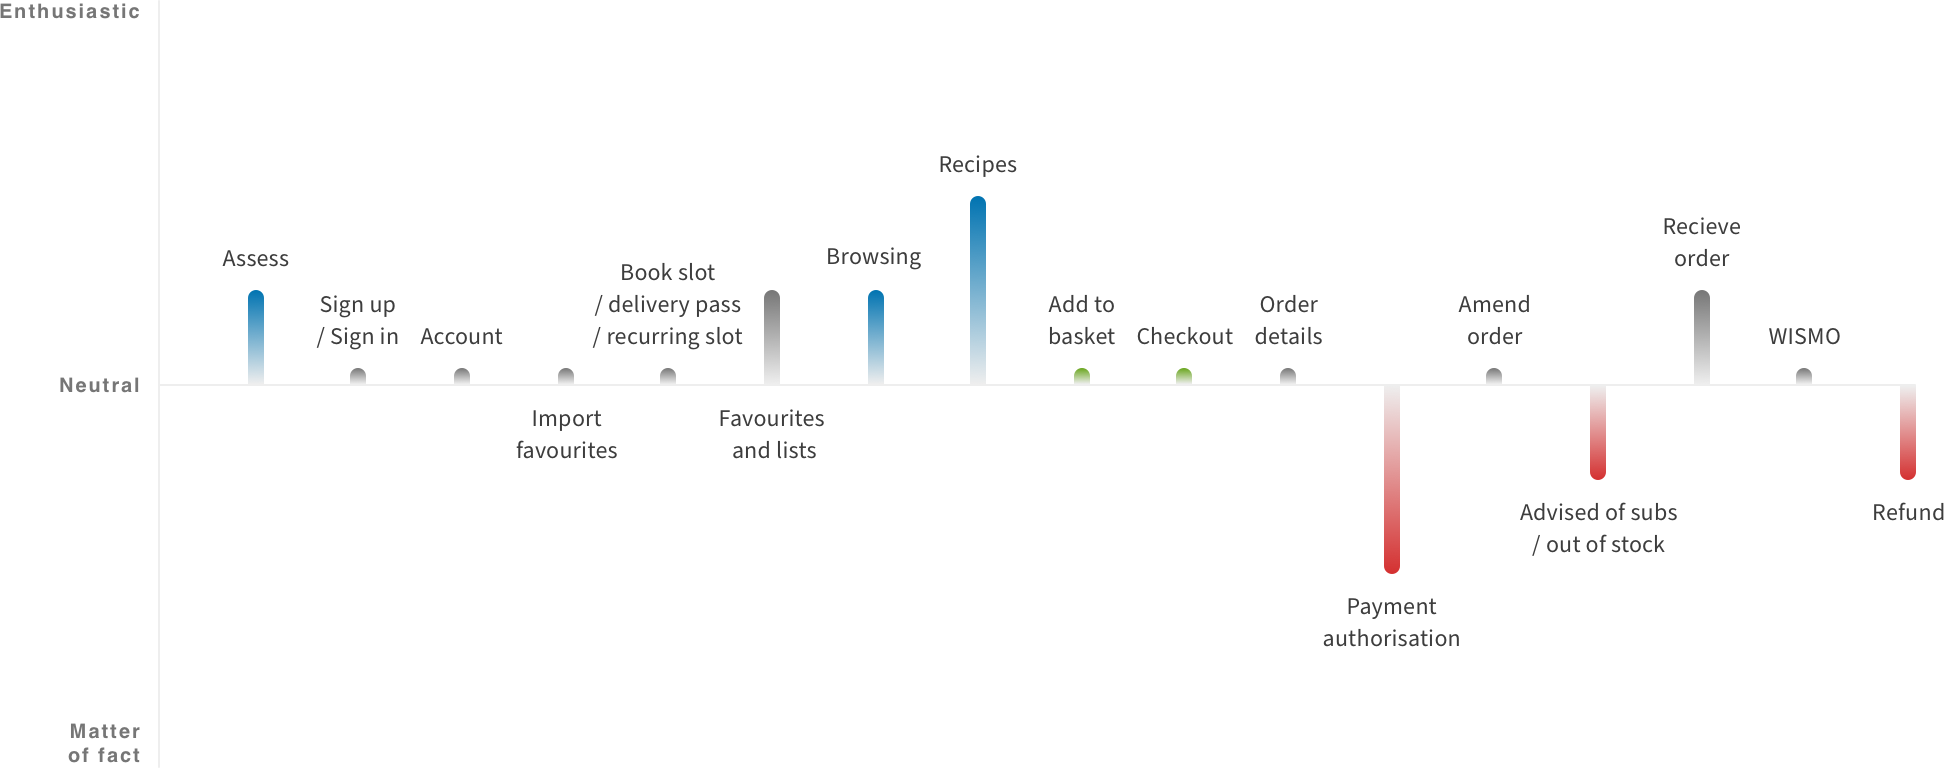 Enthusiastic
Recipes
Recieve
order
Assess
Browsing
Book slot
/ delivery pass
/ recurring slot
Sign up
/ Sign in
Account
Add to
basket
Checkout
Order
details
Amend
order
WISMO
Neutral
Import
favourites
Favourites
and lists
Advised of subs
/ out of stock
Refund
Payment
authorisation
Matter
of fact